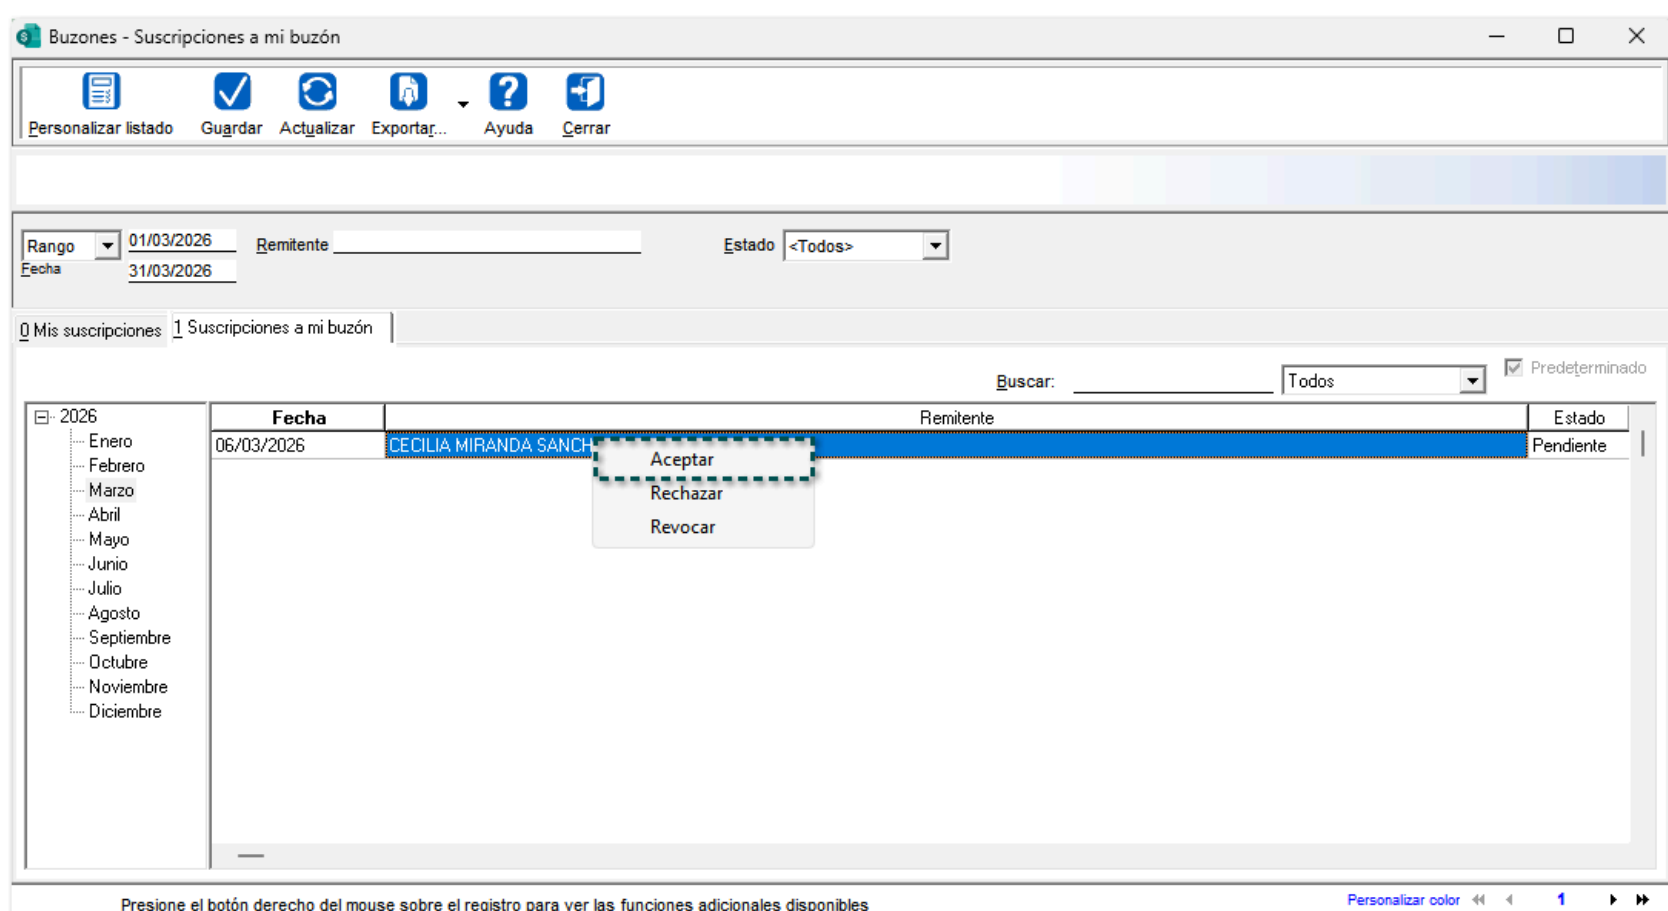 Buzones - Suscripciones a mi buzón
Personalizar listado Guardar Actualizar Exportar... Ayuda Cerrar
Rango 01/03/2026 Remitente Estado <Todos>
Fecha 31/03/2026
0 Mis suscripciones 1 Suscripciones a mi buzón
Buscar: Todos Predeterminado
2026
Enero
Febrero
Marzo
Abril
Mayo
Junio
Julio
Agosto
Septiembre
Octubre
Noviembre
Diciembre
Fecha Remitente Estado
06/03/2026 CECILIA MIRANDA SANCH Pendiente
Aceptar
Rechazar
Revocar
Presione el botón derecho del mouse sobre el registro para ver las funciones adicionales disponibles
Personalizar color 1